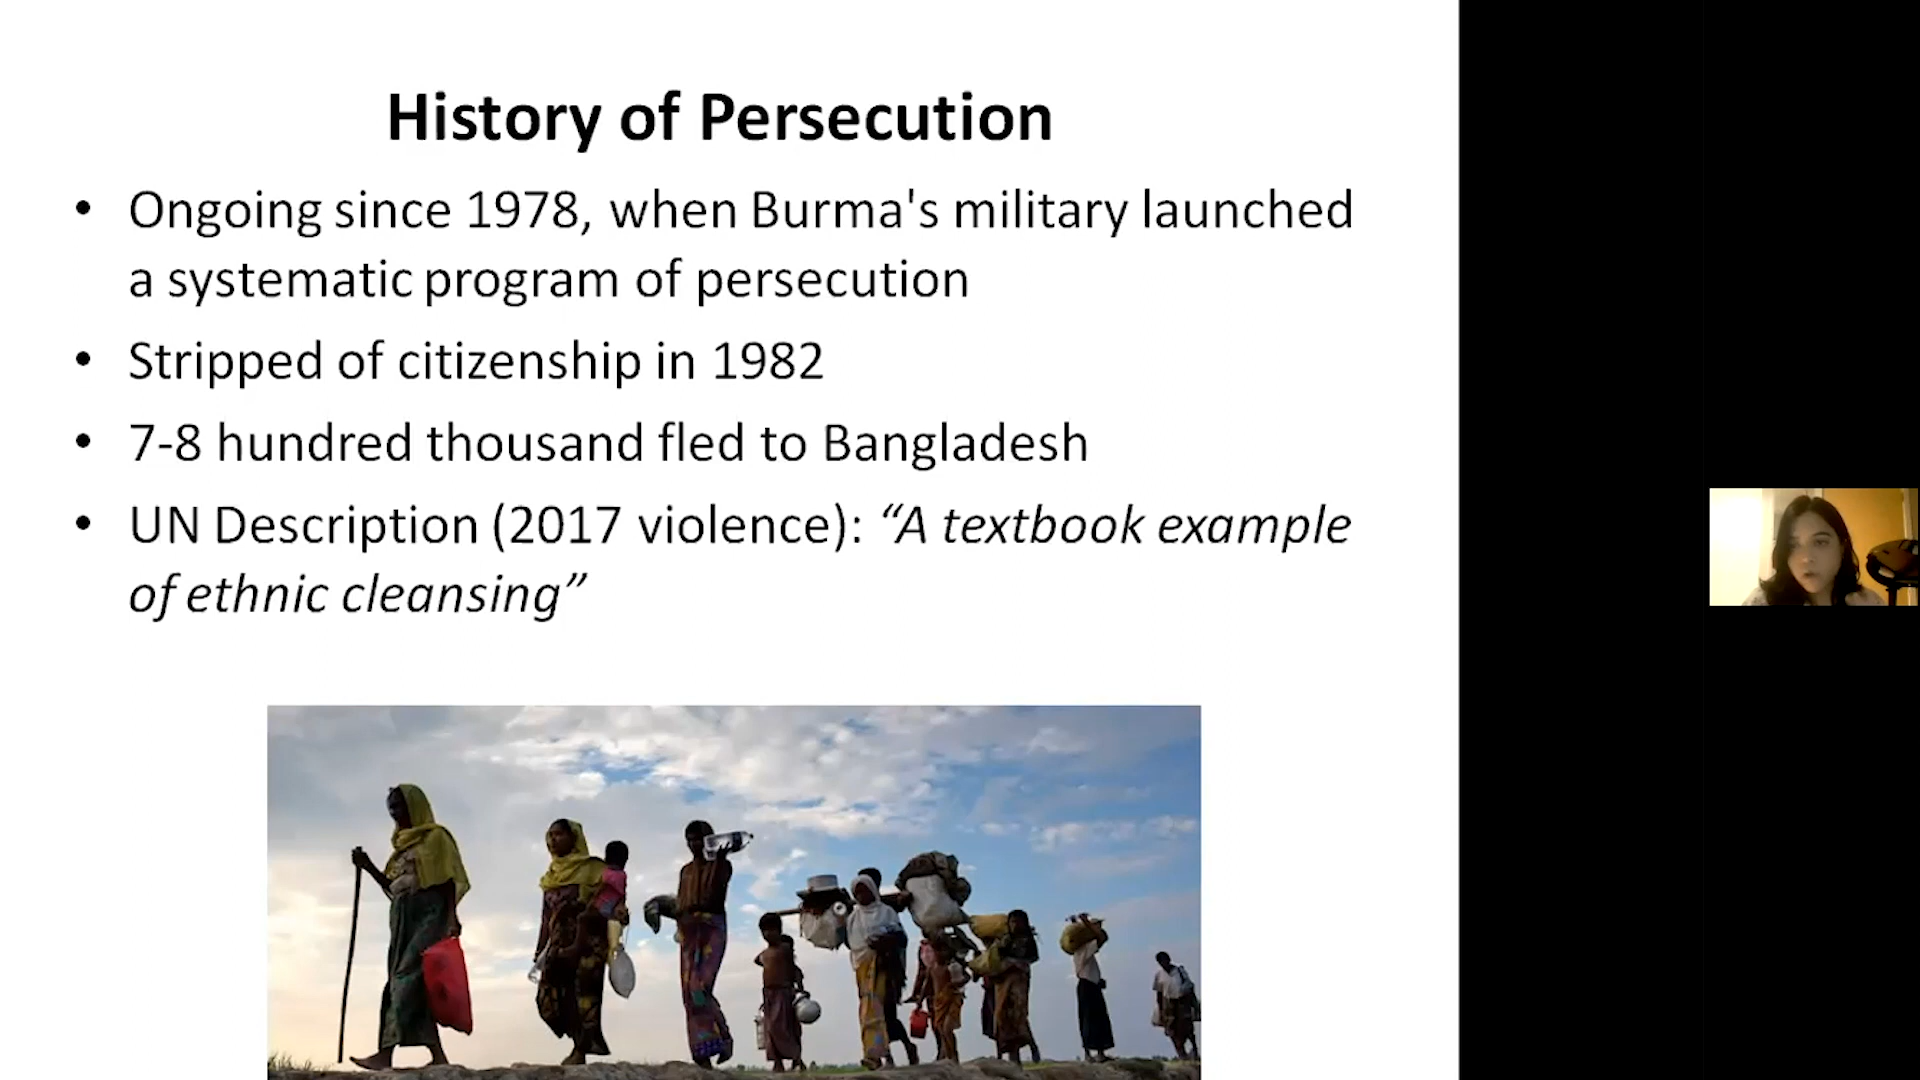 History of Persecution
• Ongoing since 1978, when Burma's military launched
a systematic program of persecution
• Stripped of citizenship in 1982
• 7-8 hundred thousand fled to Bangladesh
• UN Description (2017 violence): “A textbook example
of ethnic cleansing”